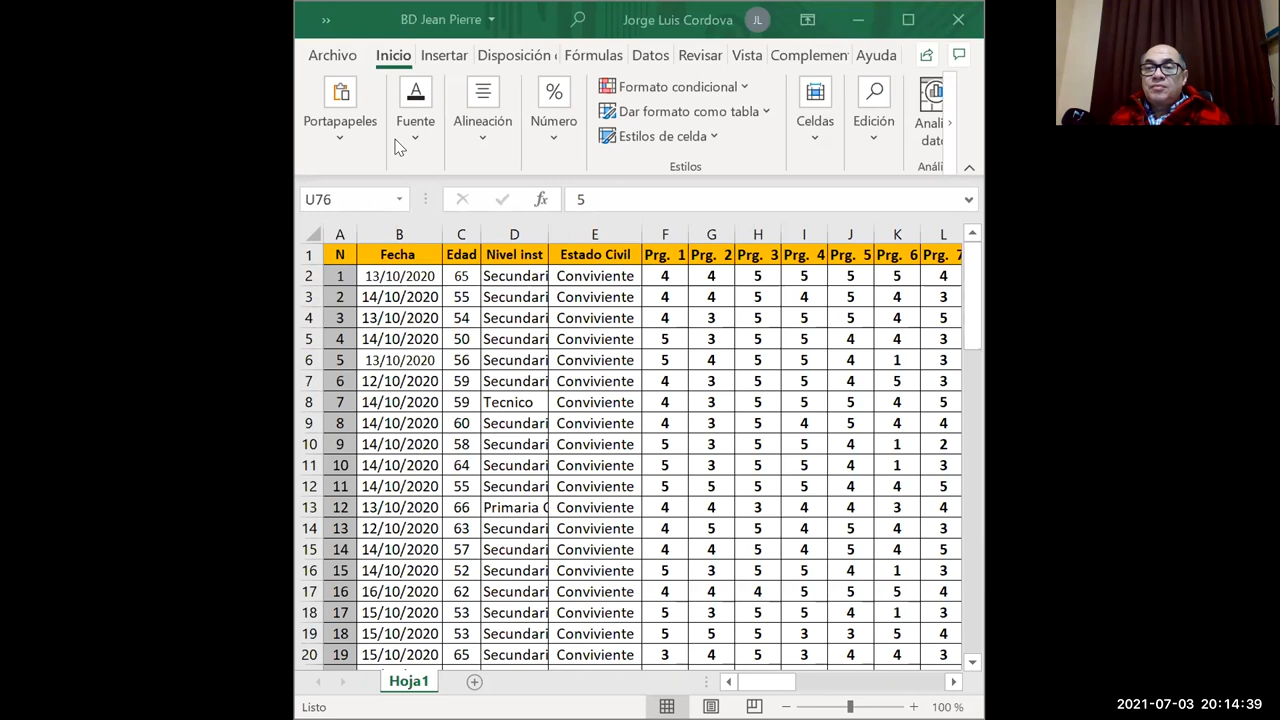 BD Jean Pierre
Jorge Luis Cordova JL
Archivo Inicio Insertar Disposición Fórmulas Datos Revisar Vista Complemen Ayuda
Portapapeles Fuente Alineación Número Formato condicional Dar formato como tabla Estilos de celda Celdas Edición Anali dato
Estilos Análi
U76 fx 5
A B C D E F G H I J K L
1 N Fecha Edad Nivel inst Estado Civil Prg. 1 Prg. 2 Prg. 3 Prg. 4 Prg. 5 Prg. 6 Prg. 7
2 1 13/10/2020 65 Secundari Conviviente 4 4 5 5 5 5 4
3 2 14/10/2020 55 Secundari Conviviente 4 4 5 4 5 4 3
4 3 13/10/2020 54 Secundari Conviviente 4 3 5 5 5 4 5
5 4 14/10/2020 50 Secundari Conviviente 5 3 5 5 4 4 3
6 5 13/10/2020 56 Secundari Conviviente 5 4 5 5 4 1 3
7 6 12/10/2020 59 Secundari Conviviente 4 3 5 5 4 5 3
8 7 14/10/2020 59 Tecnico Conviviente 4 3 5 5 5 4 5
9 8 14/10/2020 60 Secundari Conviviente 4 3 5 4 5 4 4
10 9 14/10/2020 58 Secundari Conviviente 5 3 5 5 4 1 2
11 10 14/10/2020 64 Secundari Conviviente 5 3 5 5 4 1 3
12 11 14/10/2020 55 Secundari Conviviente 5 5 5 5 4 4 5
13 12 13/10/2020 66 Primaria C Conviviente 4 4 3 4 4 3 4
14 13 12/10/2020 63 Secundari Conviviente 4 5 5 4 5 4 3
15 14 14/10/2020 57 Secundari Conviviente 4 4 5 4 5 4 5
16 15 14/10/2020 52 Secundari Conviviente 5 3 5 5 4 1 3
17 16 16/10/2020 62 Secundari Conviviente 4 4 4 5 5 5 4
18 17 15/10/2020 53 Secundari Conviviente 5 3 5 5 4 1 3
19 18 15/10/2020 53 Secundari Conviviente 5 5 5 3 3 5 4
20 19 15/10/2020 65 Secundari Conviviente 3 4 5 3 4 4 3
Hoja1
Listo 100 %
2021-07-03 20:14:39